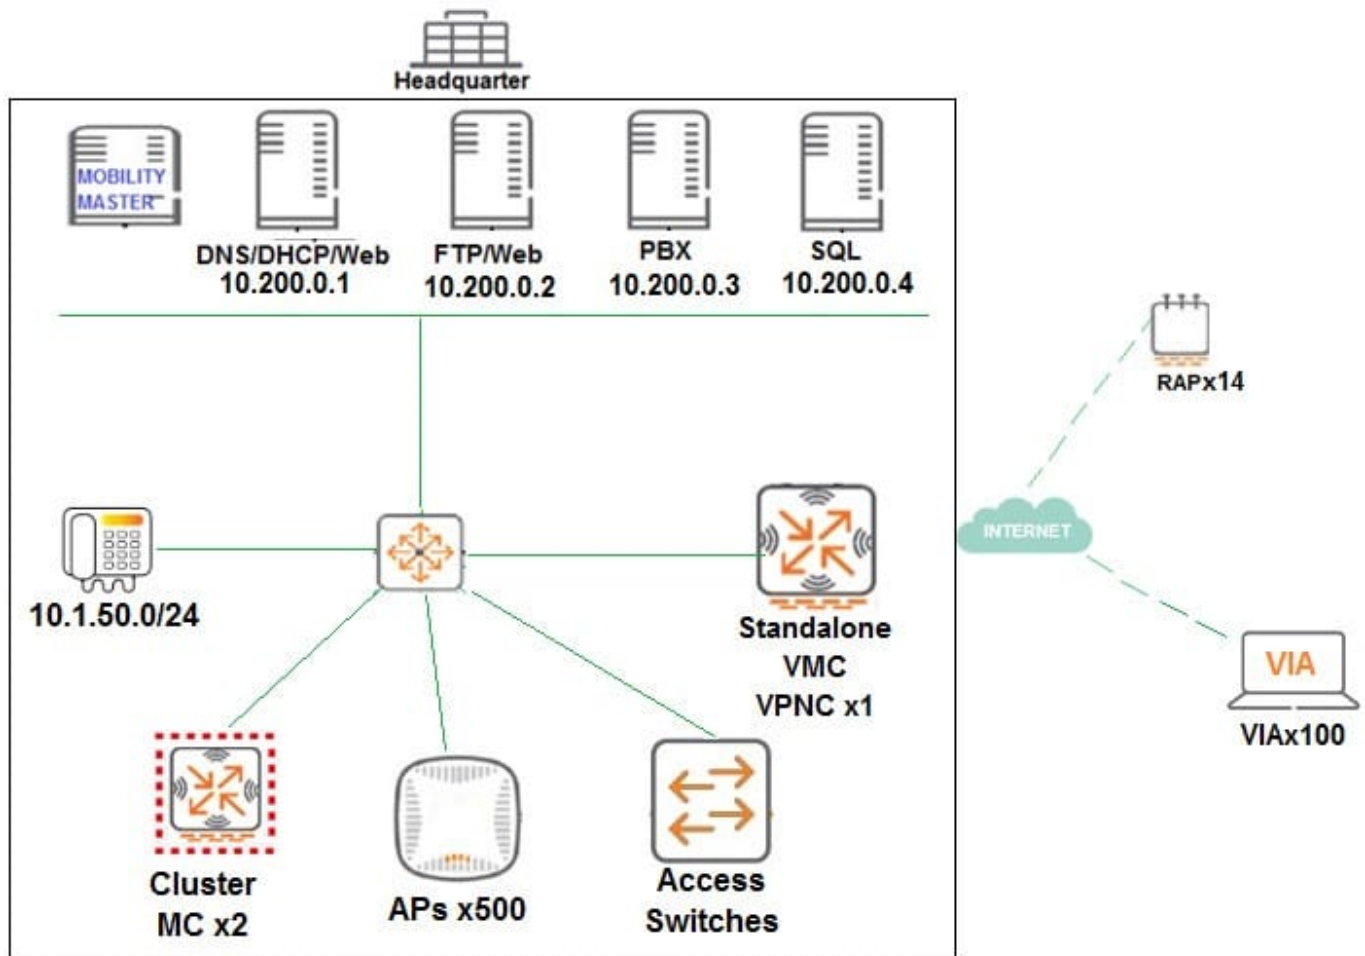 Headquarter
MOBILITY
MASTER
DNS/DHCP/Web
10.200.0.1
FTP/Web
10.200.0.2
PBX
10.200.0.3
SQL
10.200.0.4
RAPx14
INTERNET
10.1.50.0/24
Standalone
VMC
VPNC x1
VIA
VIAx100
Cluster
MC x2
APs x500
Access
Switches